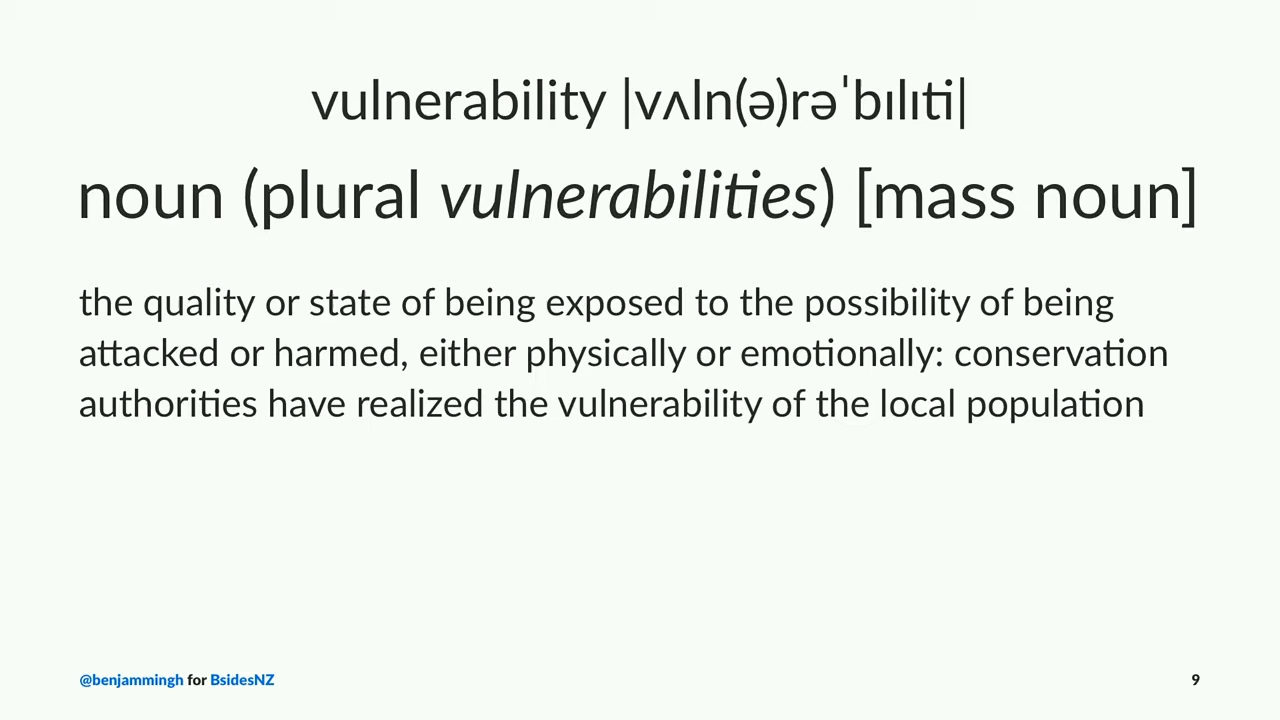 vulnerability |vʌln(ə)rəˈbɪlɪti|
noun (plural vulnerabilities) [mass noun]
the quality or state of being exposed to the possibility of being
attacked or harmed, either physically or emotionally: conservation
authorities have realized the vulnerability of the local population
@benjammingh for BsidesNZ
9